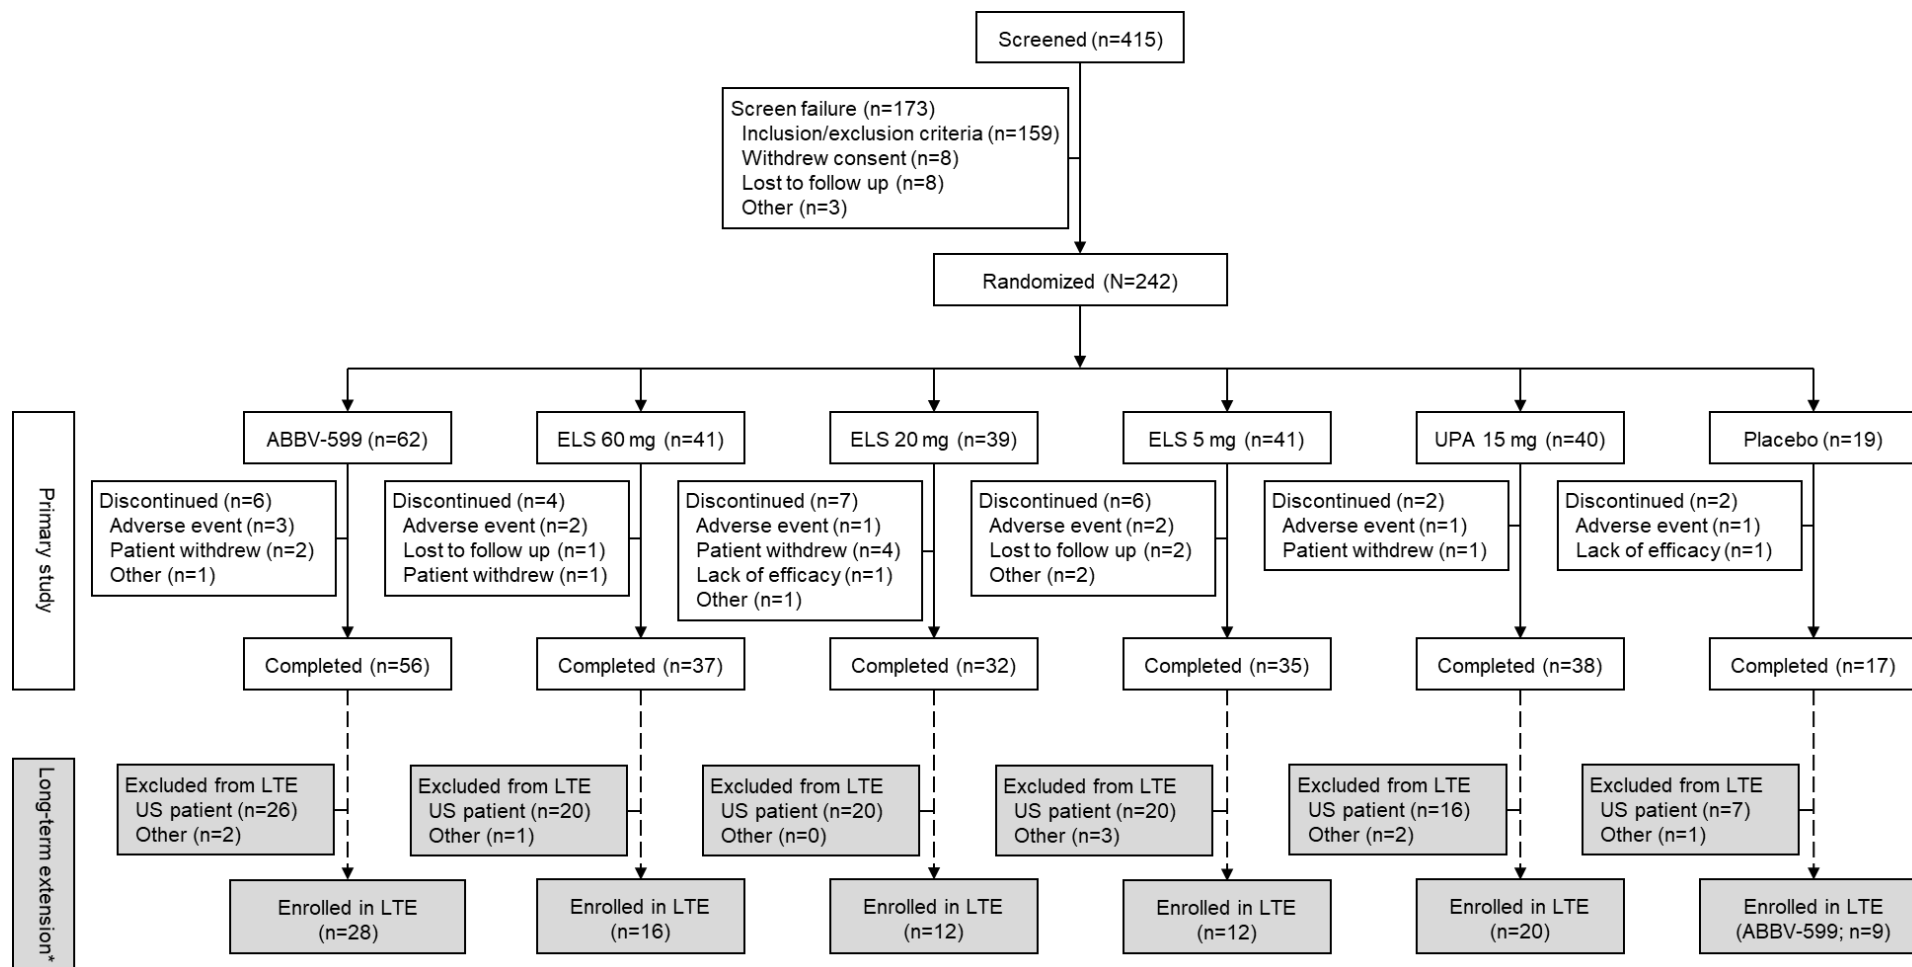 Screened (n=415)
Screen failure (n=173)
Inclusion/exclusion criteria (n=159)
Withdrew consent (n=8)
Lost to follow up (n=8)
Other (n=3)
Randomized (N=242)
Primary study
ABBV-599 (n=62)
ELS 60 mg (n=41)
ELS 20 mg (n=39)
ELS 5 mg (n=41)
UPA 15 mg (n=40)
Placebo (n=19)
Discontinued (n=6)
Adverse event (n=3)
Patient withdrew (n=2)
Other (n=1)
Discontinued (n=4)
Adverse event (n=2)
Lost to follow up (n=1)
Patient withdrew (n=1)
Discontinued (n=7)
Adverse event (n=1)
Patient withdrew (n=4)
Lack of efficacy (n=1)
Other (n=1)
Discontinued (n=6)
Adverse event (n=2)
Lost to follow up (n=2)
Other (n=2)
Discontinued (n=2)
Adverse event (n=1)
Patient withdrew (n=1)
Discontinued (n=2)
Adverse event (n=1)
Lack of efficacy (n=1)
Completed (n=56)
Completed (n=37)
Completed (n=32)
Completed (n=35)
Completed (n=38)
Completed (n=17)
Long-term extension*
Excluded from LTE
US patient (n=26)
Other (n=2)
Excluded from LTE
US patient (n=20)
Other (n=1)
Excluded from LTE
US patient (n=20)
Other (n=0)
Excluded from LTE
US patient (n=20)
Other (n=3)
Excluded from LTE
US patient (n=16)
Other (n=2)
Excluded from LTE
US patient (n=7)
Other (n=1)
Enrolled in LTE
(n=28)
Enrolled in LTE
(n=16)
Enrolled in LTE
(n=12)
Enrolled in LTE
(n=12)
Enrolled in LTE
(n=20)
Enrolled in LTE
(ABBV-599; n=9)